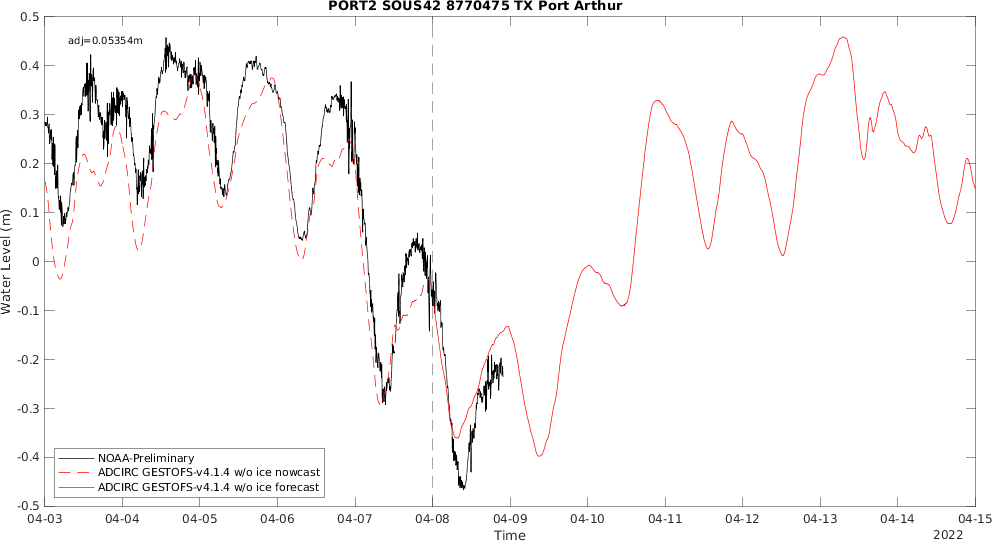 PORT2 SOUS42 8770475 TX Port Arthur
adj=0.05354m
0.5
0.4
0.3
0.2
0.1
0
-0.1
-0.2
-0.3
-0.4
-0.5
Water Level (m)
NOAA-Preliminary
ADCIRC GESTOFS-v4.1.4 w/o ice nowcast
ADCIRC GESTOFS-v4.1.4 w/o ice forecast
04-03 04-04 04-05 04-06 04-07 04-08 04-09 04-10 04-11 04-12 04-13 04-14 04-15
Time
2022